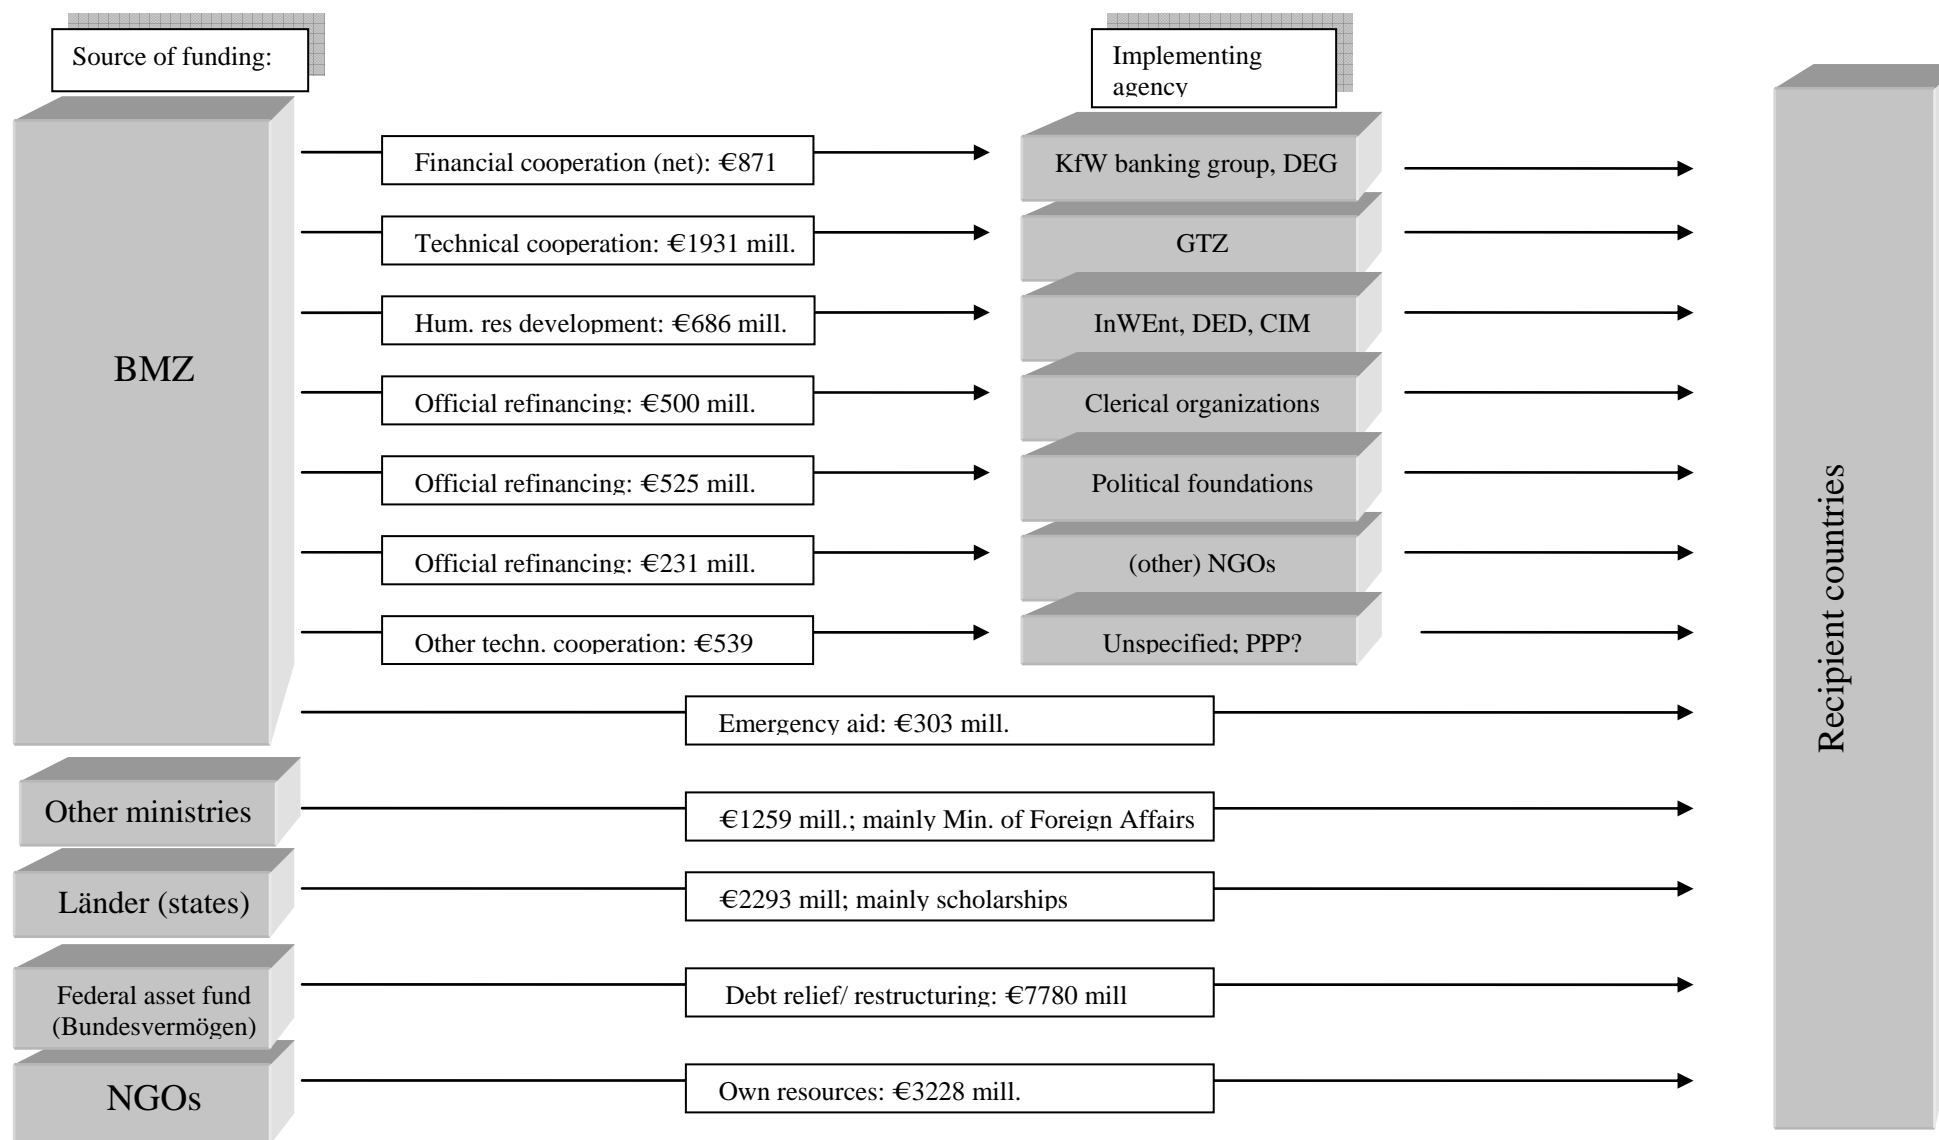 Source of funding:
Implementing
agency
Financial cooperation (net): €871
KfW banking group, DEG
Technical cooperation: €1931 mill.
GTZ
Hum. res development: €686 mill.
InWEnt, DED, CIM
BMZ
Official refinancing: €500 mill.
Clerical organizations
Official refinancing: €525 mill.
Political foundations
Official refinancing: €231 mill.
(other) NGOs
Other techn. cooperation: €539
Unspecified; PPP?
Recipient countries
Emergency aid: €303 mill.
Other ministries
€1259 mill.; mainly Min. of Foreign Affairs
Länder (states)
€2293 mill; mainly scholarships
Federal asset fund
(Bundesvermögen)
Debt relief/ restructuring: €7780 mill
NGOs
Own resources: €3228 mill.